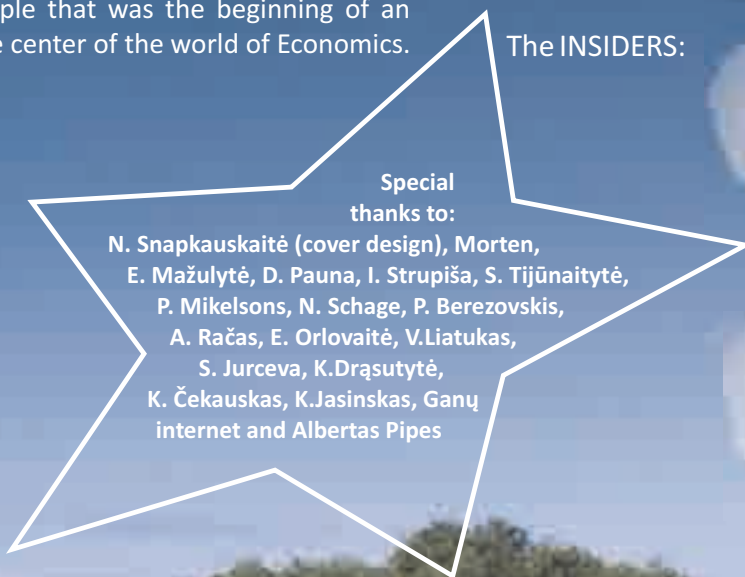 ple that was the beginning of an
center of the world of Economics.
The INSIDERS:
Special
thanks to:
N. Snapkauskaitė (cover design), Morten,
E. Mažulytė, D. Pauna, I. Strupiša, S. Tijūnaitytė,
P. Mikelsons, N. Schage, P. Berezovskis,
A. Račas, E. Orlovaitė, V.Liatukas,
S. Jurceva, K.Drąsutytė,
K. Čekauskas, K.Jasinskas, Ganų
internet and Albertas Pipes